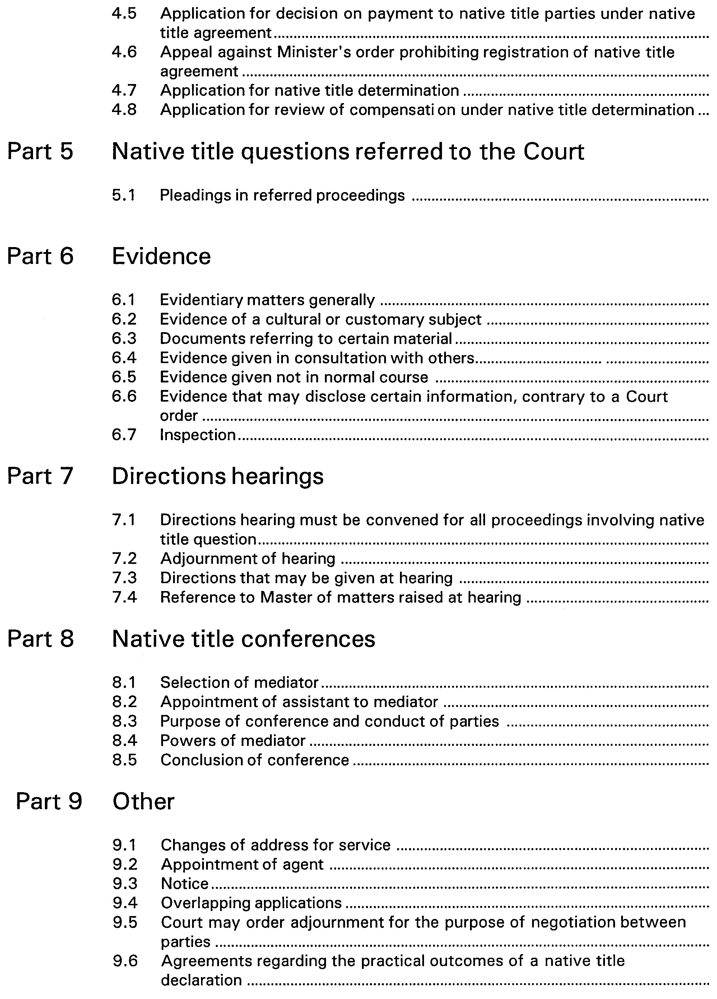 4.5 Application for decision on payment to native title parties under native
title agreement................................................................................
4.6 Appeal against Minister's order prohibiting registration of native title
agreement ................................................................................
4.7 Application for native title determination ................................................
4.8 Application for review of compensation under native title determination ...
Part 5 Native title questions referred to the Court
5.1 Pleadings in referred proceedings ................................................
Part 6 Evidence
6.1 Evidentiary matters generally ................................................
6.2 Evidence of a cultural or customary subject ................................................
6.3 Documents referring to certain material................................................
6.4 Evidence given in consultation with others................................ ..........................
6.5 Evidence given not in normal course ................................................
6.6 Evidence that may disclose certain information, contrary to a Court
order ................................................................................
6.7 Inspection................................................................................
Part 7 Directions hearings
7.1 Directions hearing must be convened for all proceedings involving native
title question................................................................................
7.2 Adjournment of hearing ................................................
7.3 Directions that may be given at hearing ................................................
7.4 Reference to Master of matters raised at hearing ................................................
Part 8 Native title conferences
8.1 Selection of mediator................................................
8.2 Appointment of assistant to mediator ................................................
8.3 Purpose of conference and conduct of parties ................................................
8.4 Powers of mediator ................................................
8.5 Conclusion of conference ................................................
Part 9 Other
9.1 Changes of address for service ................................................
9.2 Appointment of agent ................................................
9.3 Notice................................................................................
9.4 Overlapping applications ................................................
9.5 Court may order adjournment for the purpose of negotiation between
parties ................................................................................
9.6 Agreements regarding the practical outcomes of a native title
declaration ................................................................................